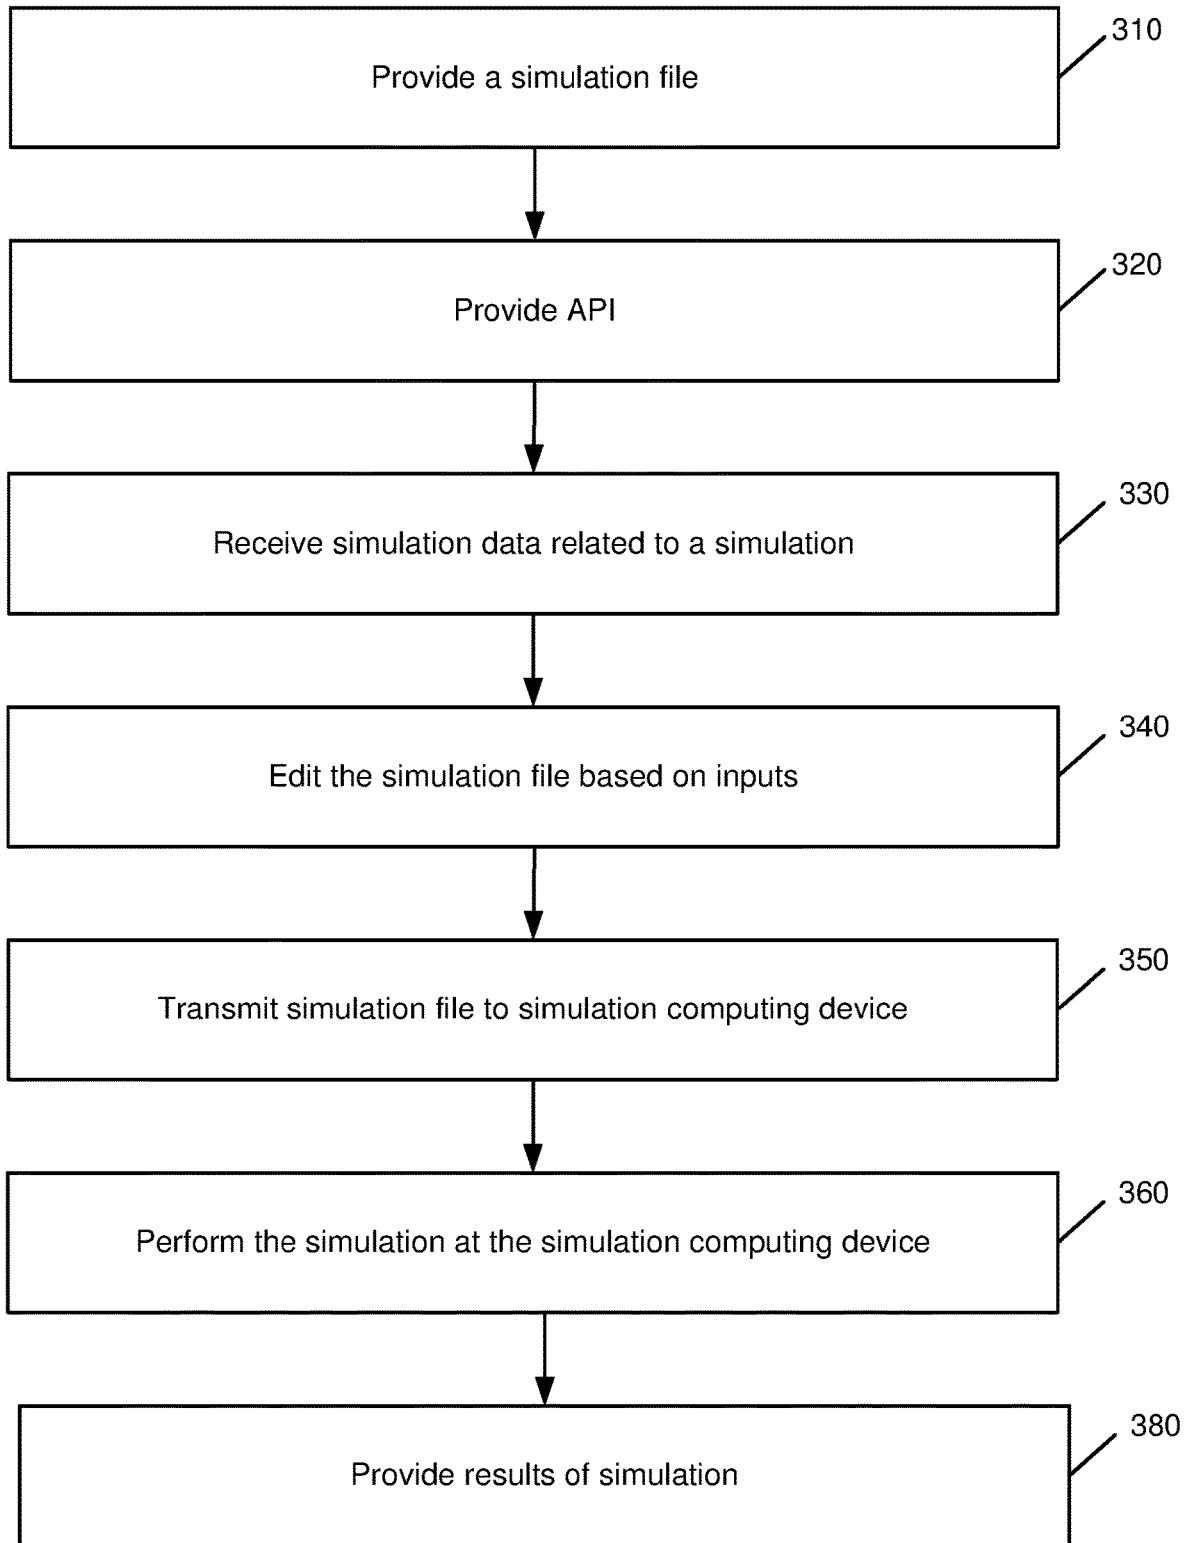 310
Provide a simulation file
320
Provide API
330
Receive simulation data related to a simulation
340
Edit the simulation file based on inputs
350
Transmit simulation file to simulation computing device
360
Perform the simulation at the simulation computing device
380
Provide results of simulation